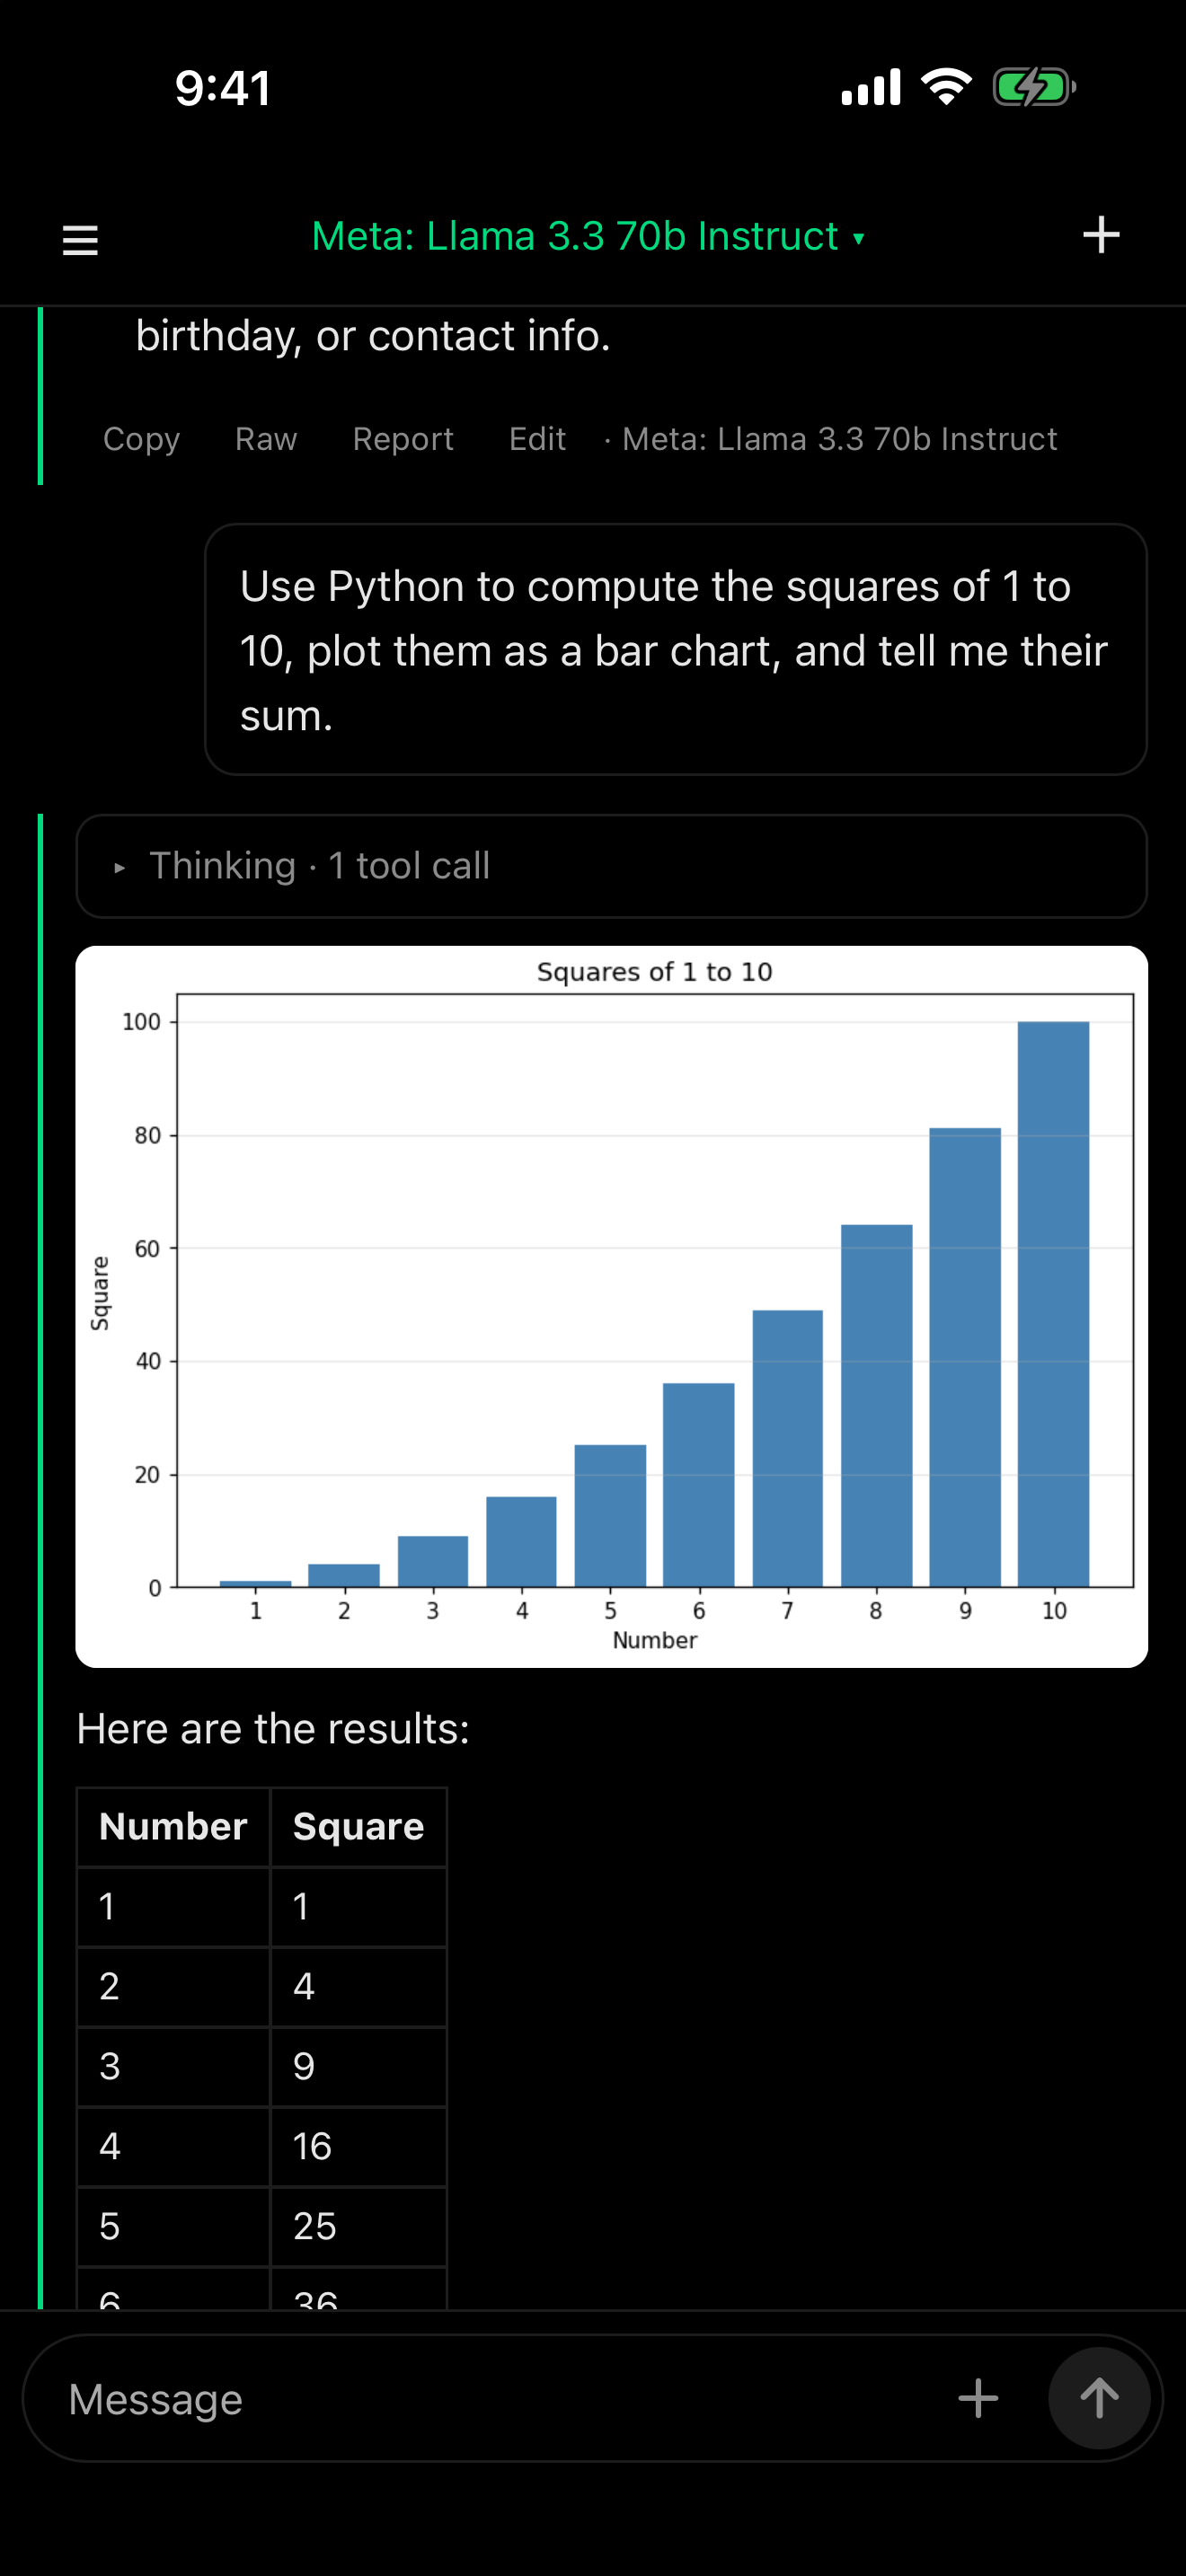 9:41
Meta: Llama 3.3 70b Instruct ▾
birthday, or contact info.
Copy Raw Report Edit · Meta: Llama 3.3 70b Instruct
Use Python to compute the squares of 1 to
10, plot them as a bar chart, and tell me their
sum.
▸ Thinking · 1 tool call
Squares of 1 to 10
100
80
60
40
20
0
Square
1 2 3 4 5 6 7 8 9 10
Number
Here are the results:
Number Square
1 1
2 4
3 9
4 16
5 25
6 36
Message